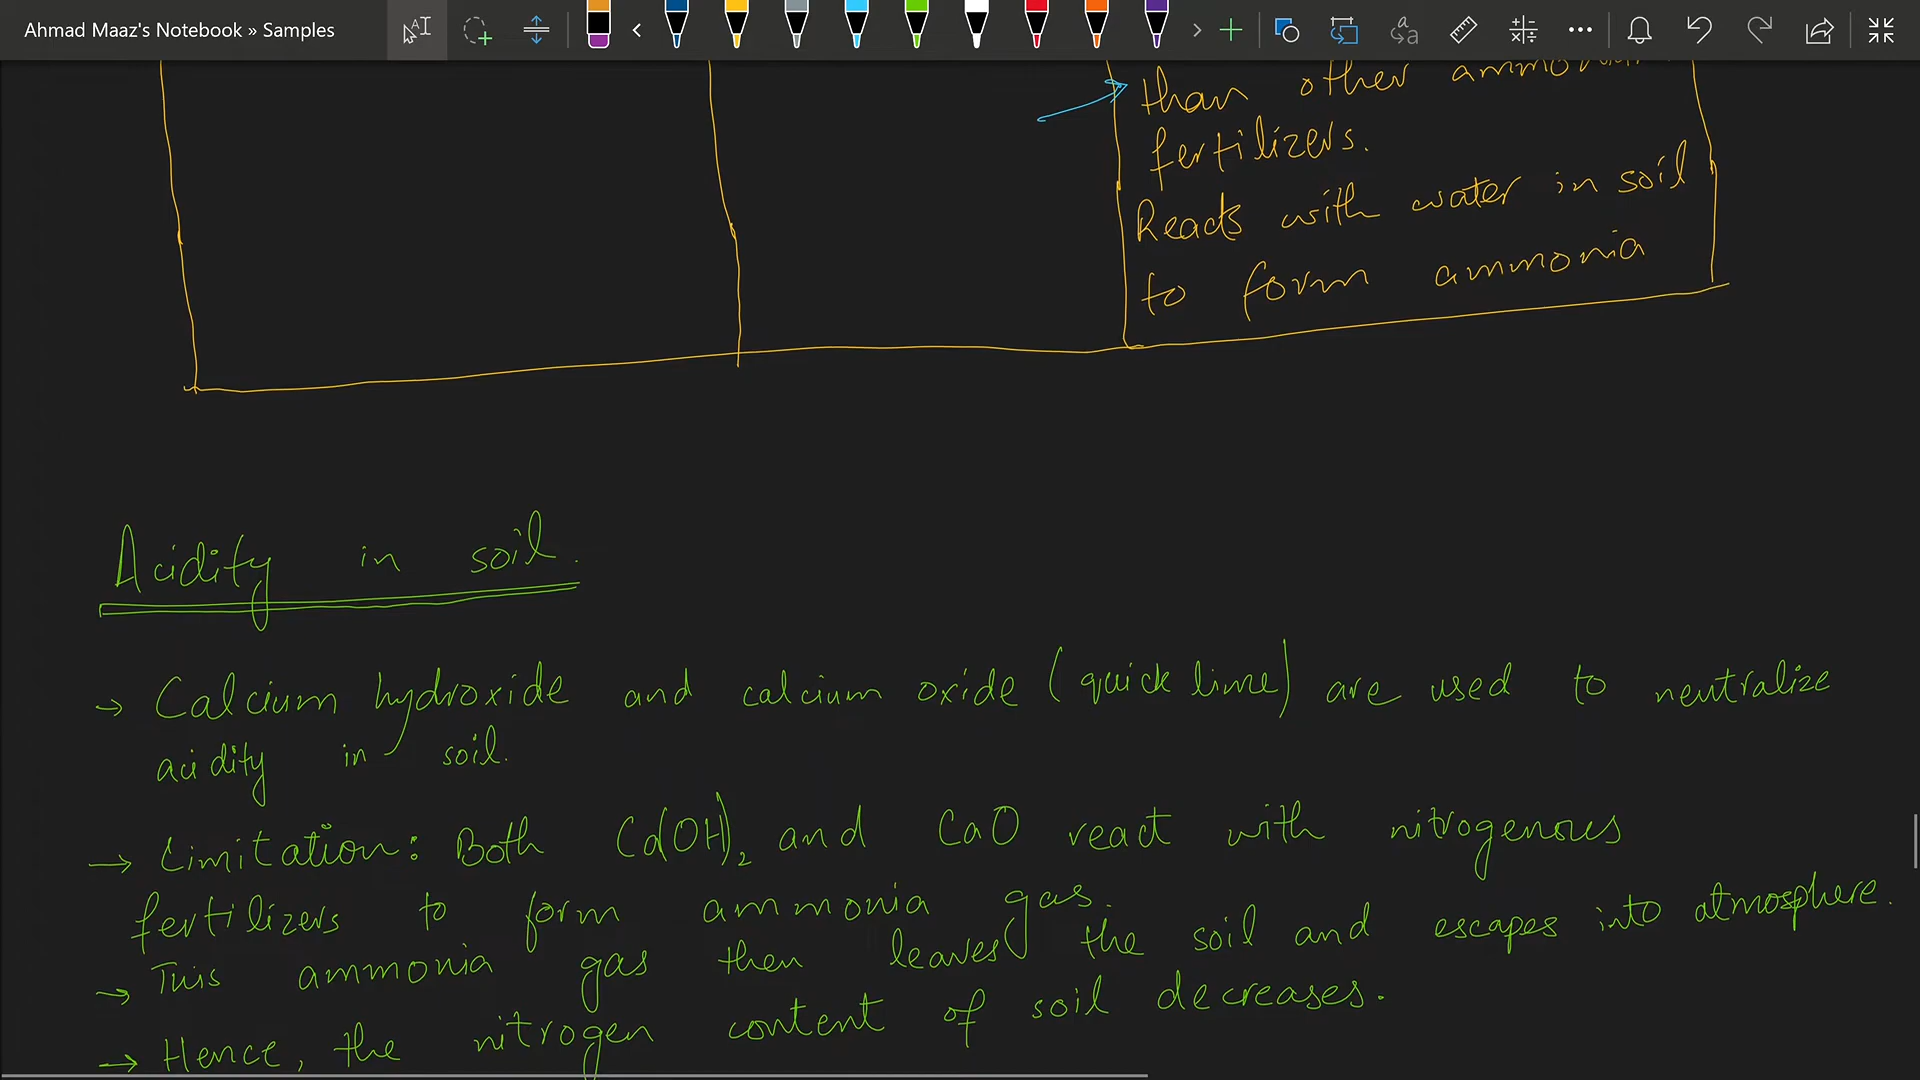 Ahmad Maaz's Notebook » Samples
than other
fertilizers.
Reacts with water in soil
to form ammonia
Acidity in soil.
→ Calcium hydroxide and calcium oxide (quick lime) are used to neutralize
acidity in soil.
→ Limitation: Both Ca(OH)₂ and CaO react with nitrogenous
fertilizers to form ammonia gas.
→ This ammonia gas then leaves the soil and escapes into atmosphere.
→ Hence, the nitrogen content of soil decreases.